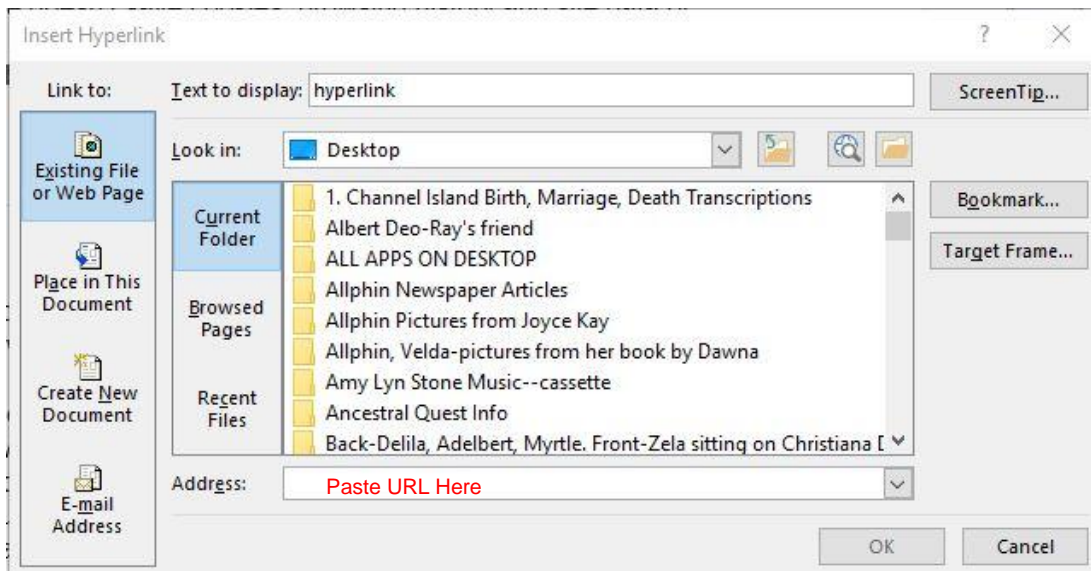 Insert Hyperlink
?
Link to:
Text to display: hyperlink
ScreenTip...
Existing File
or Web Page
Look in: Desktop
Current
Folder
1. Channel Island Birth, Marriage, Death Transcriptions
Albert Deo-Ray's friend
ALL APPS ON DESKTOP
Allphin Newspaper Articles
Allphin Pictures from Joyce Kay
Allphin, Velda-pictures from her book by Dawna
Amy Lyn Stone Music--cassette
Ancestral Quest Info
Back-Delila, Adelbert, Myrtle. Front-Zela sitting on Christiana
Bookmark...
Target Frame...
Place in This
Document
Browsed
Pages
Create New
Document
Recent
Files
E-mail
Address
Address: Paste URL Here
OK
Cancel